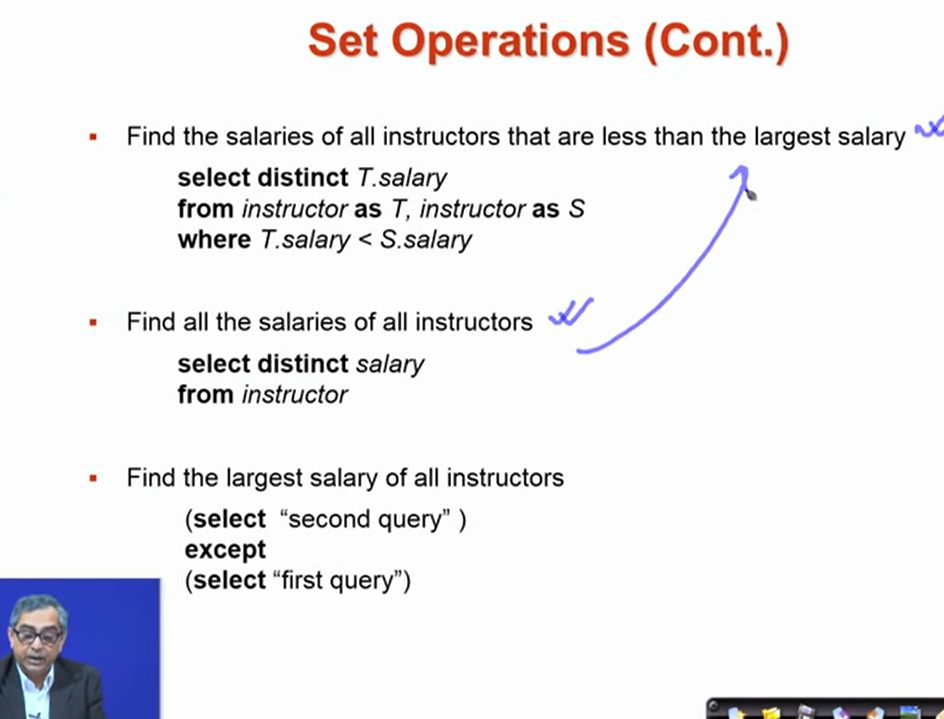 Set Operations (Cont.)
Find the salaries of all instructors that are less than the largest salary
select distinct T.salary
from instructor as T, instructor as S
where T.salary < S.salary
Find all the salaries of all instructors
select distinct salary
from instructor
Find the largest salary of all instructors
(select “second query” )
except
(select “first query”)